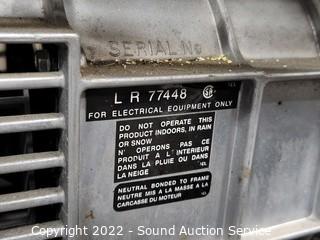 SERIAL No
L R 77448
FOR ELECTRICAL EQUIPMENT ONLY
DO NOT OPERATE THIS
PRODUCT INDOORS, IN RAIN
OR SNOW
N' OPERONS PAS CE
PRODUIT A L'INTERIEUR
DANS LA PLUIE OU DANS
LA NEIGE
NEUTRAL BONDED TO FRAME
NEUTRE MIS A LA MASSE A LA
CARCASSE DU MOTEUR
Copyright 2022 - Sound Auction Service